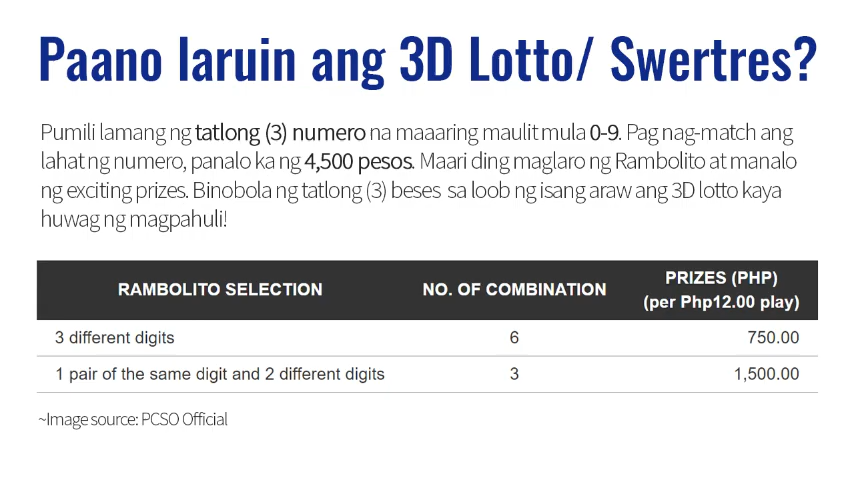 Paano laruin ang 3D Lotto/ Swertres?
Pumili lamang ng tatlong (3) numero na maaaring maulit mula 0-9. Pag nag-match ang
lahat ng numero, panalo ka ng 4,500 pesos. Maari ding maglaro ng Rambolito at manalo
ng exciting prizes. Binobola ng tatlong (3) beses sa loob ng isang araw ang 3D lotto kaya
huwag ng magpahuli!
RAMBOLITO SELECTION NO. OF COMBINATION PRIZES (PHP)
(per Php12.00 play)
3 different digits 6 750.00
1 pair of the same digit and 2 different digits 3 1,500.00
~Image source: PCSO Official